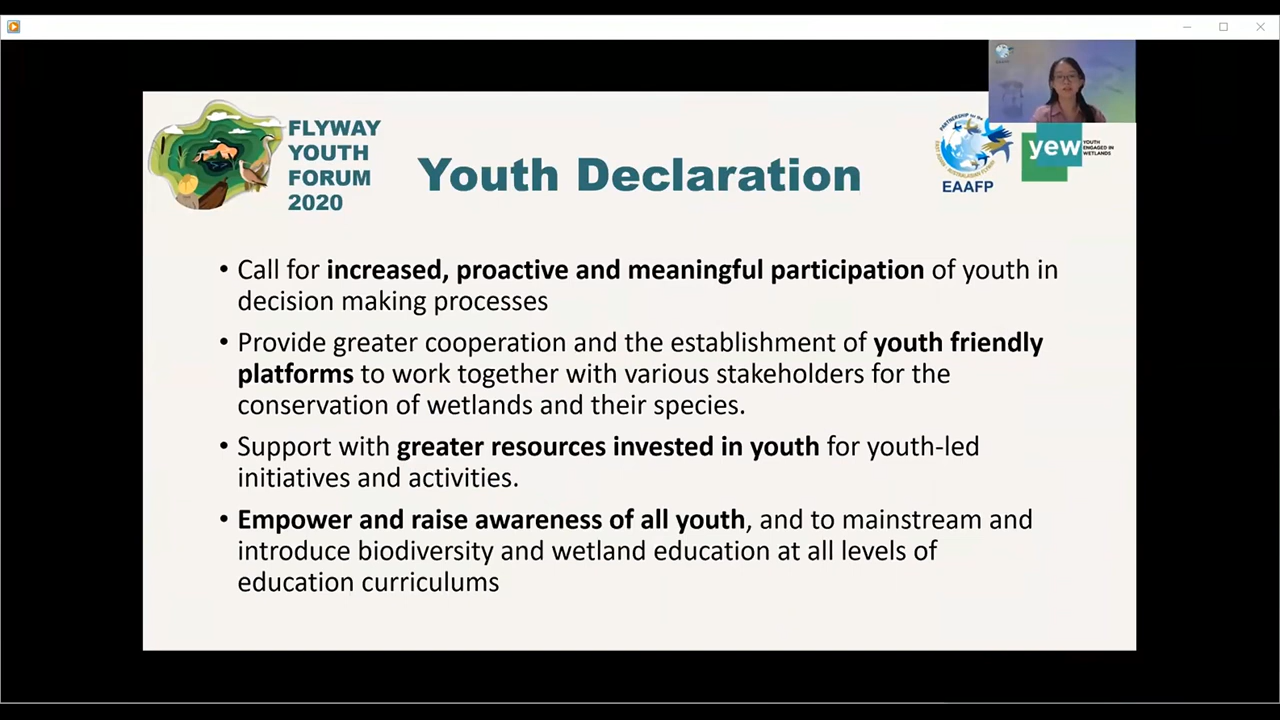 FLYWAY
YOUTH
FORUM
2020
Youth Declaration
EAAFP
yew
YOUTH
ENGAGED IN
WETLANDS
• Call for increased, proactive and meaningful participation of youth in
decision making processes
• Provide greater cooperation and the establishment of youth friendly
platforms to work together with various stakeholders for the
conservation of wetlands and their species.
• Support with greater resources invested in youth for youth-led
initiatives and activities.
• Empower and raise awareness of all youth, and to mainstream and
introduce biodiversity and wetland education at all levels of
education curriculums